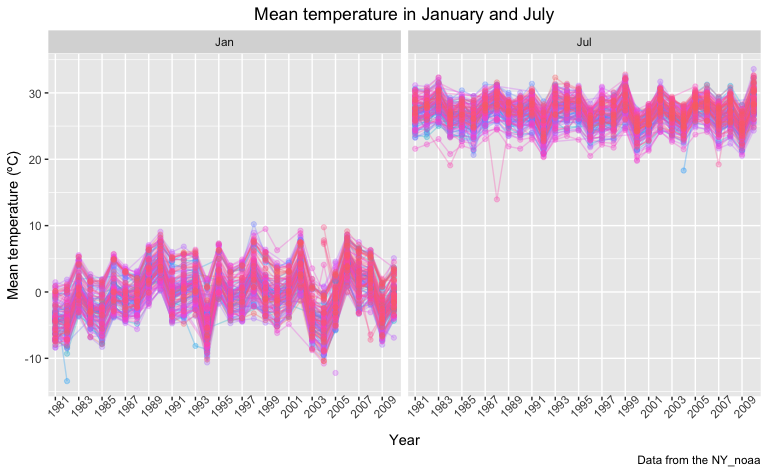 Mean temperature in January and July
Jan Jul
Mean temperature (ºC)
30
20
10
0
-10
1981 1983 1985 1987 1989 1991 1993 1995 1997 1999 2001 2003 2005 2007 2009 1981 1983 1985 1987 1989 1991 1993 1995 1997 1999 2001 2003 2005 2007 2009
Year
Data from the NY_noaa